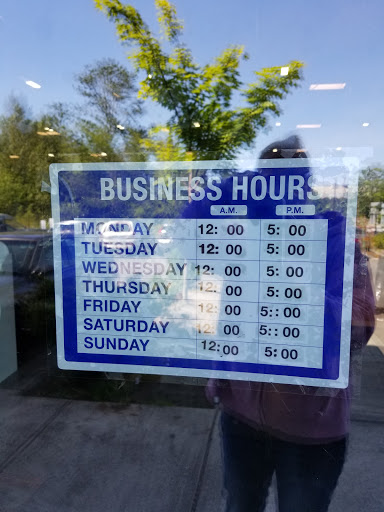 BUSINESS HOURS
A.M. P.M.
MONDAY 12: 00 5: 00
TUESDAY 12: 00 5: 00
WEDNESDAY 12: 00 5: 00
THURSDAY 12: 00 5: 00
FRIDAY 12: 00 5:: 00
SATURDAY 12: 00 5:: 00
SUNDAY 12: 00 5: 00